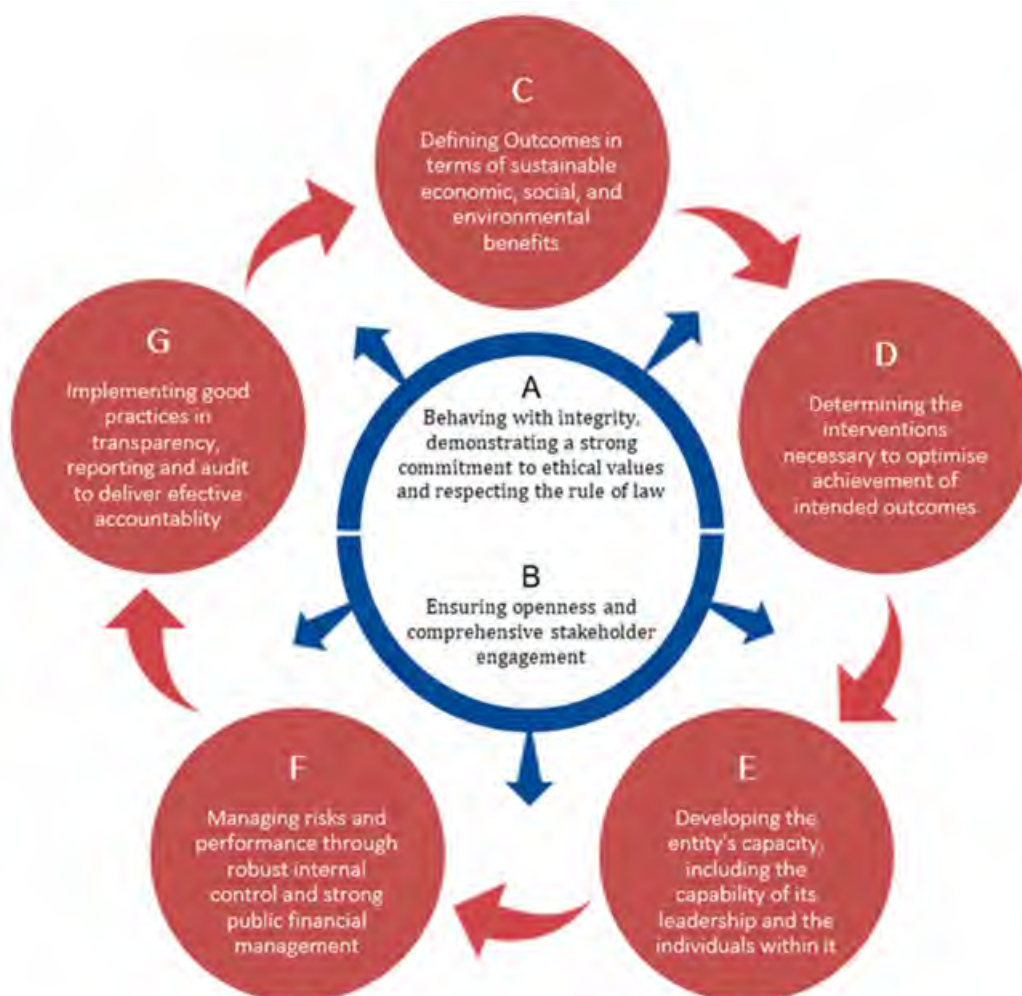 C
Defining Outcomes in
terms of sustainable
economic, social, and
environmental
benefits
G
Implementing good
practices in
transparency,
reporting and audit
to deliver efective
accountablity
A
Behaving with integrity,
demonstrating a strong
commitment to ethical values
and respecting the rule of law
D
Determining the
interventions
necessary to optimise
achievement of
intended outcomes
B
Ensuring openness and
comprehensive stakeholder
engagement
F
Managing risks and
performance through
robust internal
control and strong
public financial
management
E
Developing the
entity's capacity,
including the
capability of its
leadership and the
individuals within it